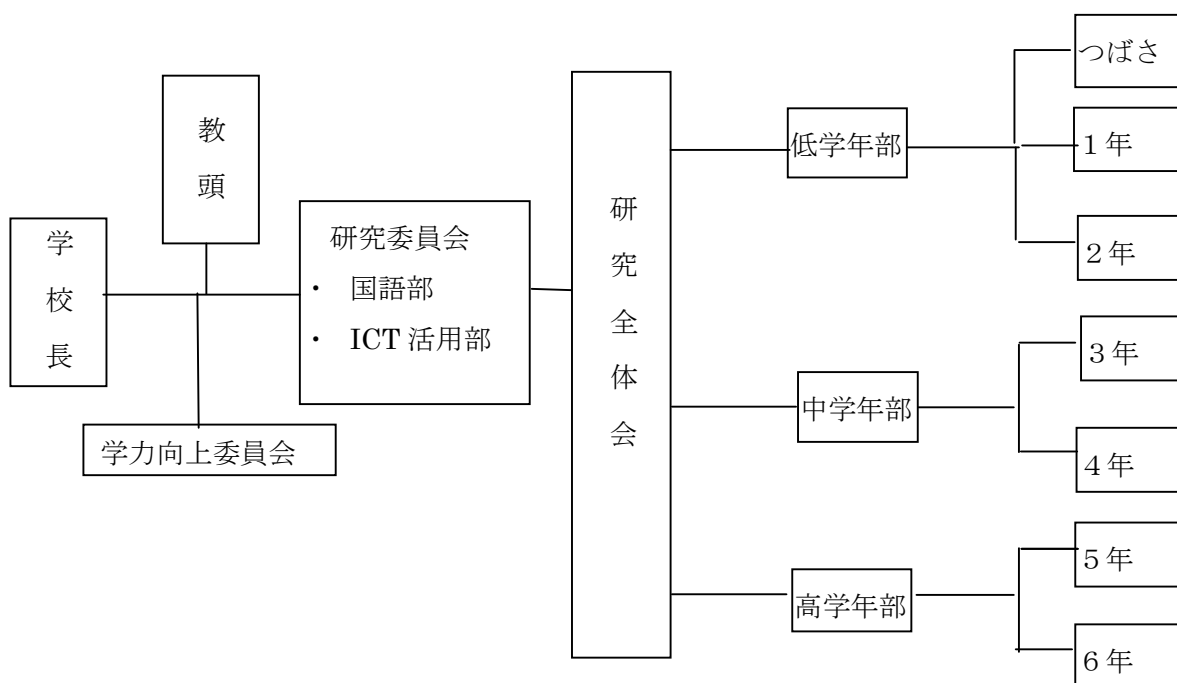 学校長
教頭
学力向上委員会
研究委員会
・ 国語部
・ ICT 活用部
研究全体会
低学年部
つばさ
１年
２年
中学年部
３年
４年
高学年部
５年
６年